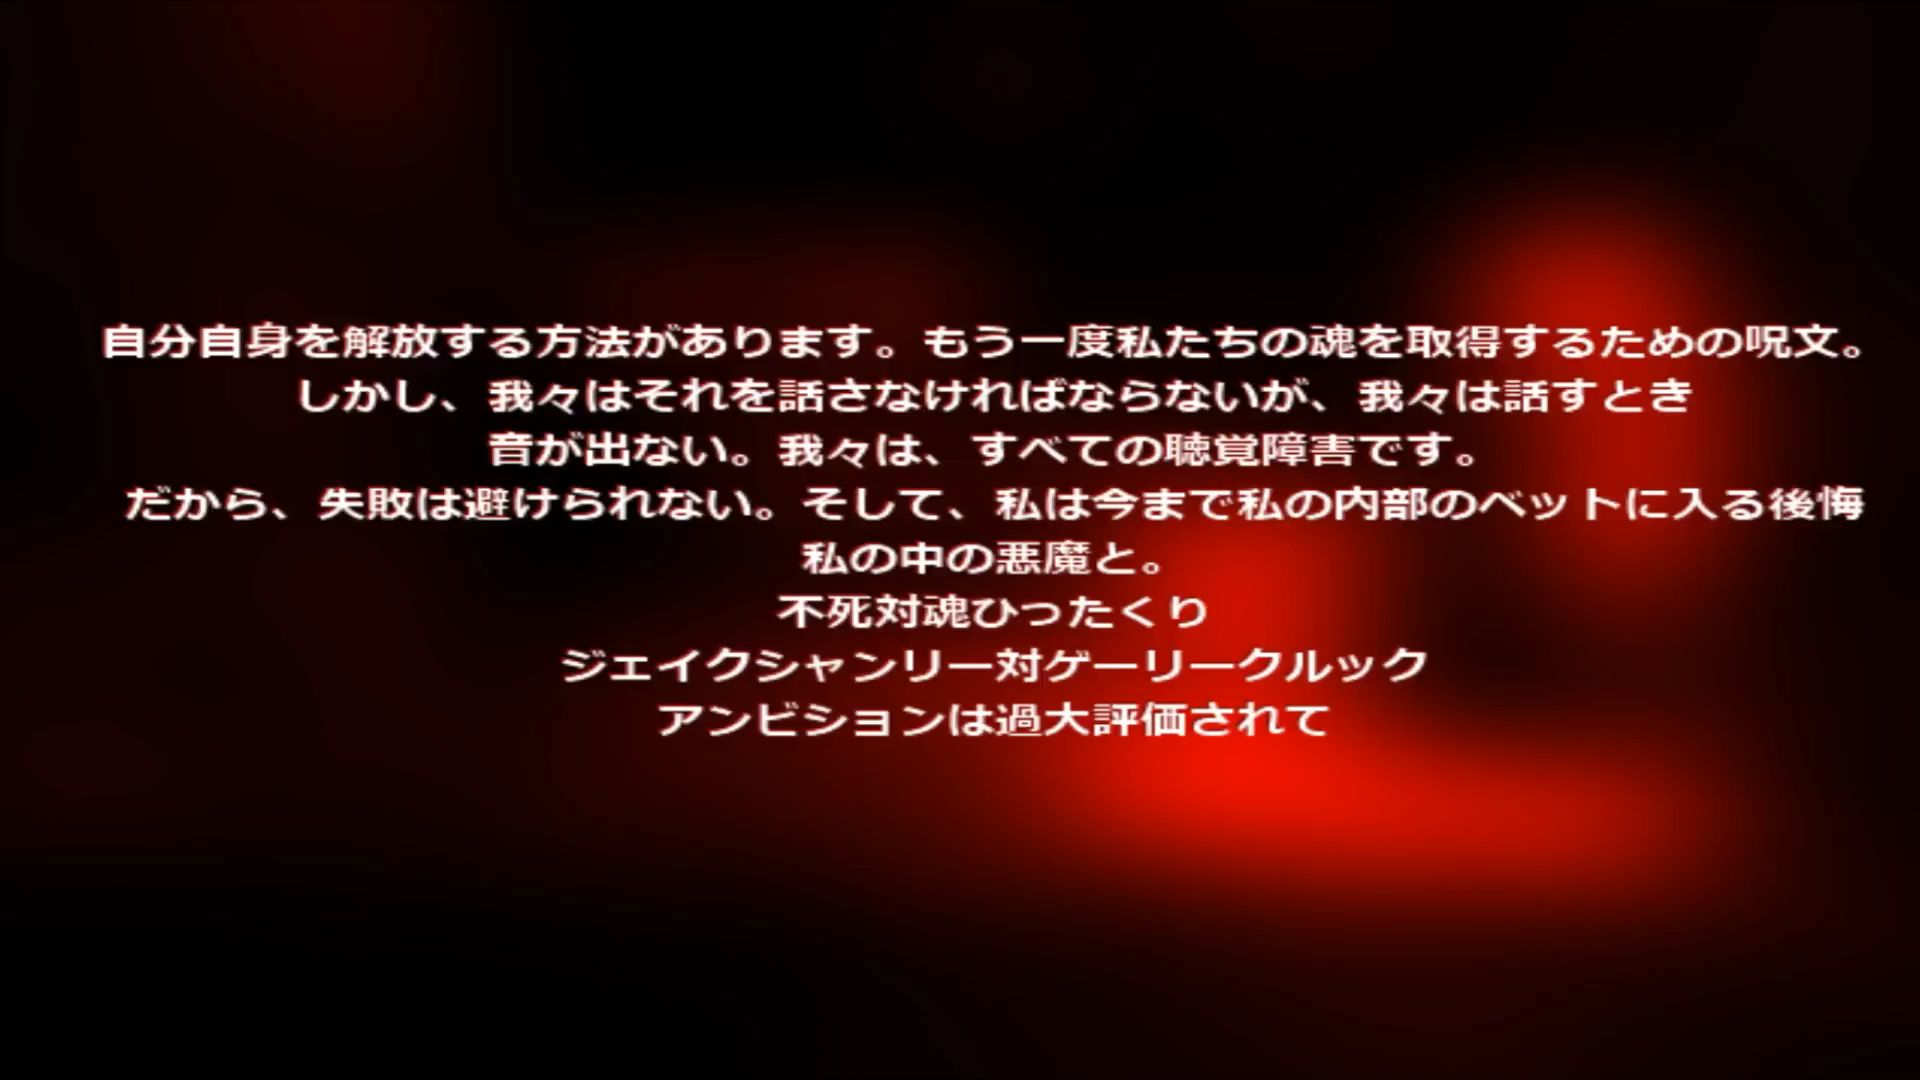 自分自身を解放する方法があります。もう一度私たちの魂を取得するための呪文。
しかし、我々はそれを話さなければならないが、我々は話すとき
音が出ない。我々は、すべての聴覚障害です。
だから、失敗は避けられない。そして、私は今まで私の内部のベットに入る後悔
私の中の悪魔と。
不死対魂ひったくり
ジェイクシャンリー対ゲーリークルック
アンビションは過大評価されて